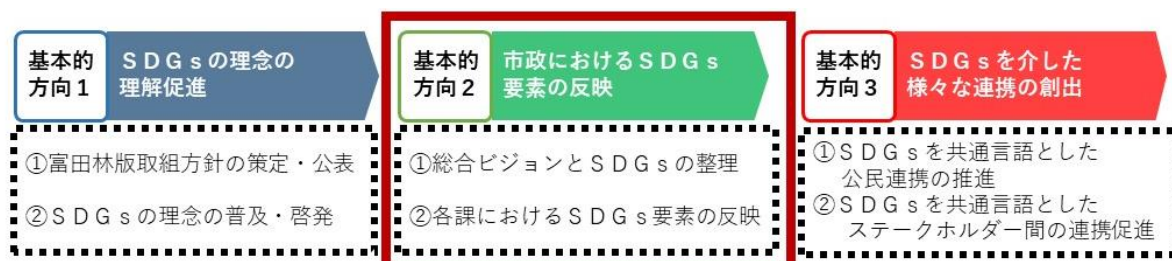 基本的
方向１
ＳＤＧｓの理念の
理解促進
①富田林版取組方針の策定・公表
②ＳＤＧｓの理念の普及・啓発
基本的
方向２
市政におけるＳＤＧｓ
要素の反映
①総合ビジョンとＳＤＧｓの整理
②各課におけるＳＤＧｓ要素の反映
基本的
方向３
ＳＤＧｓを介した
様々な連携の創出
①ＳＤＧｓを共通言語とした
公民連携の推進
②ＳＤＧｓを共通言語とした
ステークホルダー間の連携促進